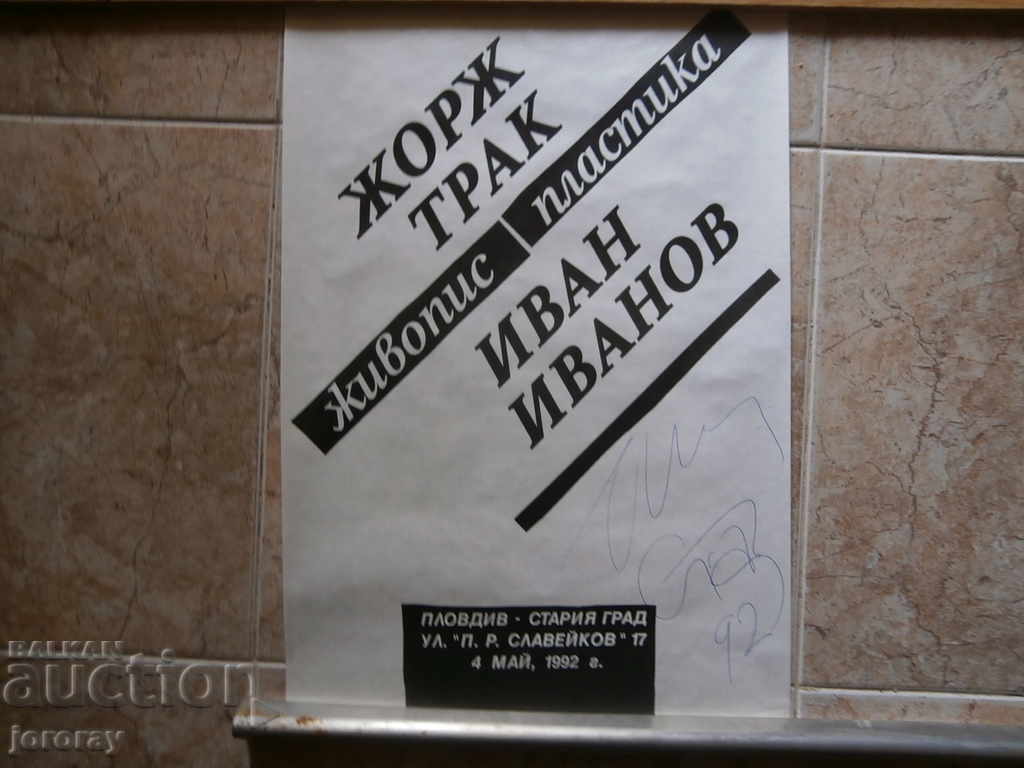 ЖОРЖ
ТРАК
живопис пластика
ИВАН
ИВАНОВ
92
ПЛОВДИВ - СТАРИЯ ГРАД
УЛ. "П. Р. СЛАВЕЙКОВ" 17
4 МАЙ, 1992 г.
BALKAN
auction
jororay